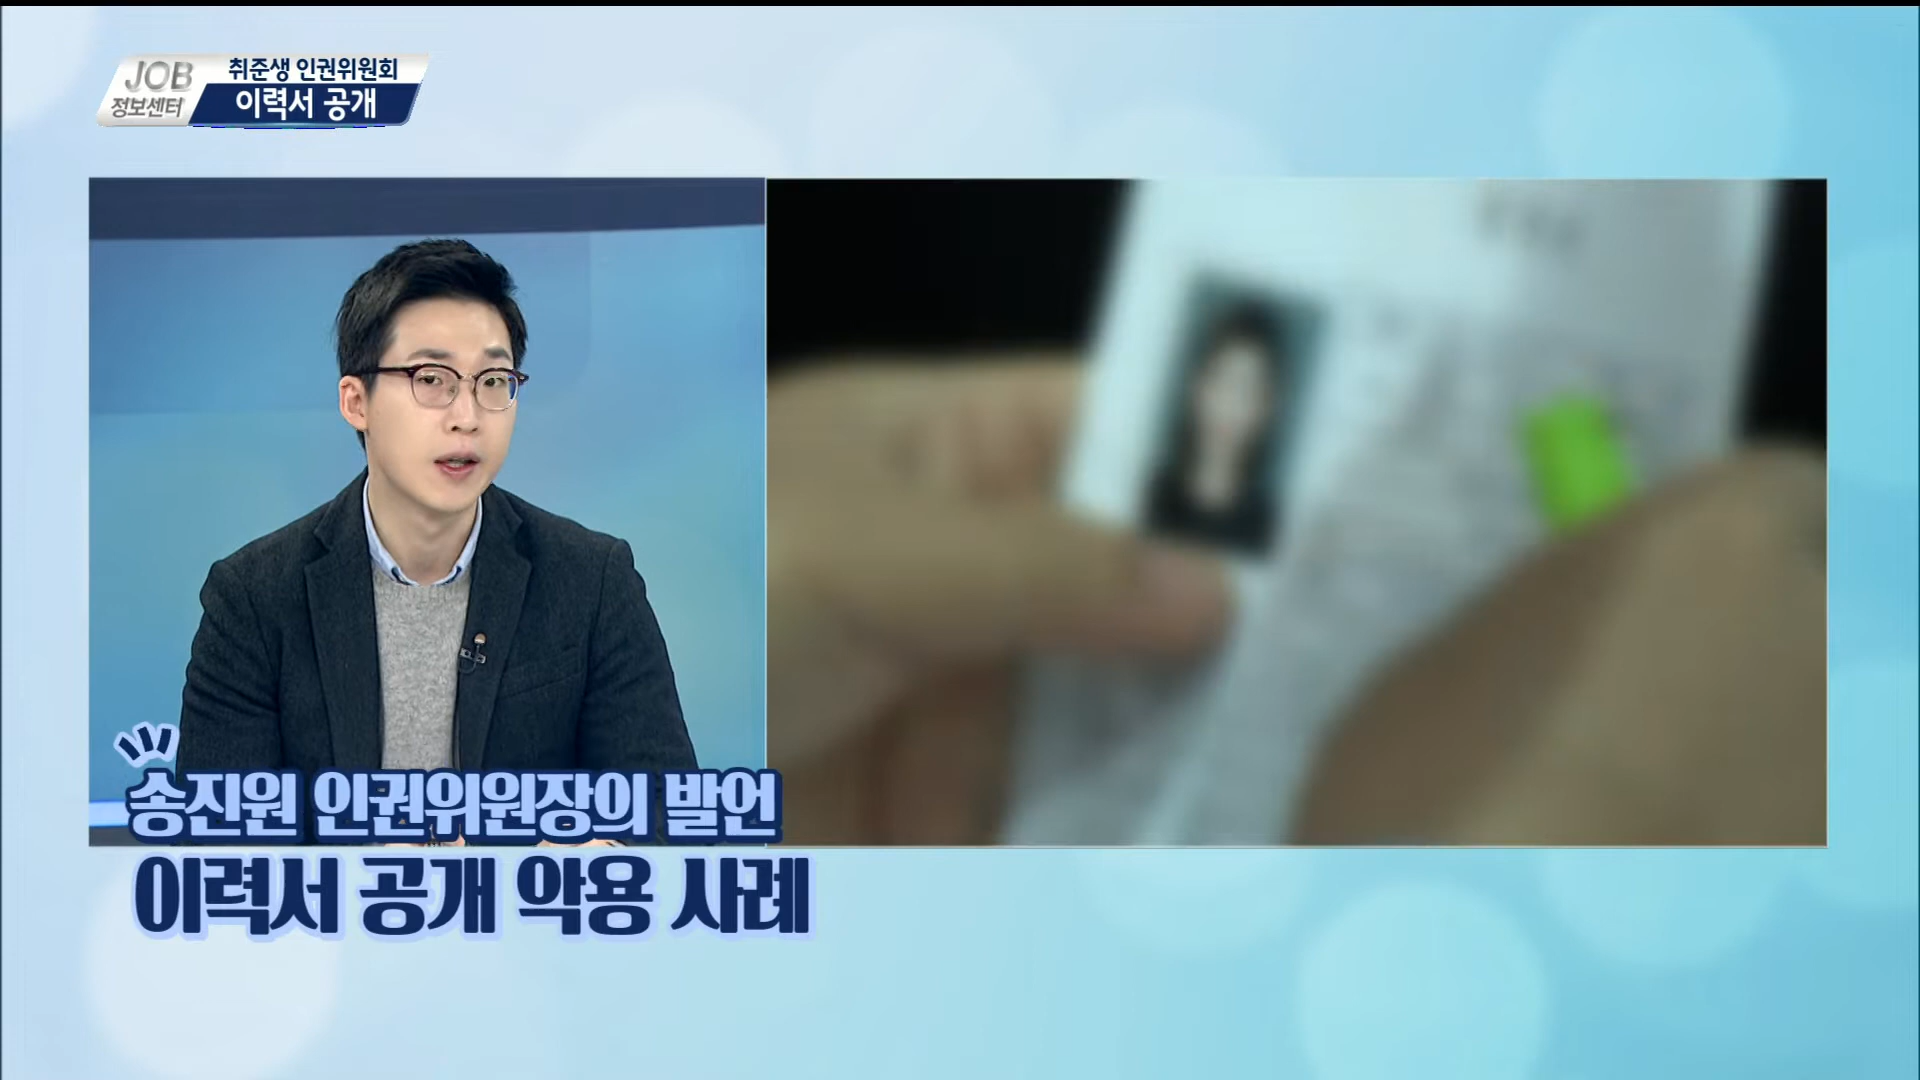 JOB
정보센터
취준생 인권위원회
이력서 공개
송진원 인권위원장의 발언
이력서 공개 악용 사례